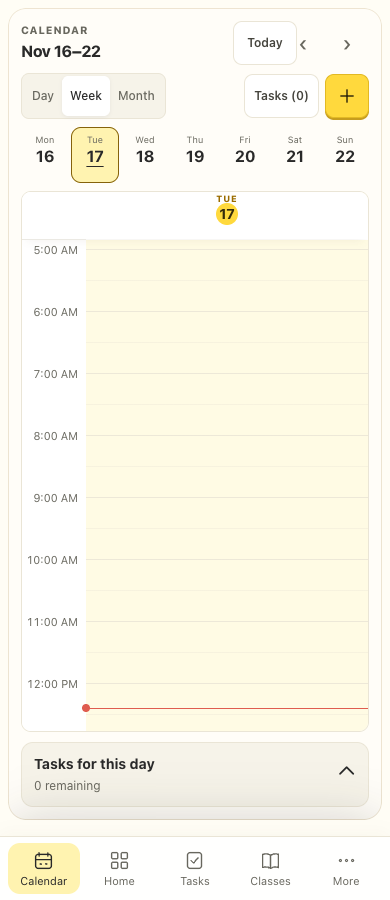 CALENDAR
Nov 16–22
Today
Day Week Month
Tasks (0)
Mon Tue Wed Thu Fri Sat Sun
16 17 18 19 20 21 22
TUE
17
5:00 AM
6:00 AM
7:00 AM
8:00 AM
9:00 AM
10:00 AM
11:00 AM
12:00 PM
Tasks for this day
0 remaining
Calendar Home Tasks Classes More